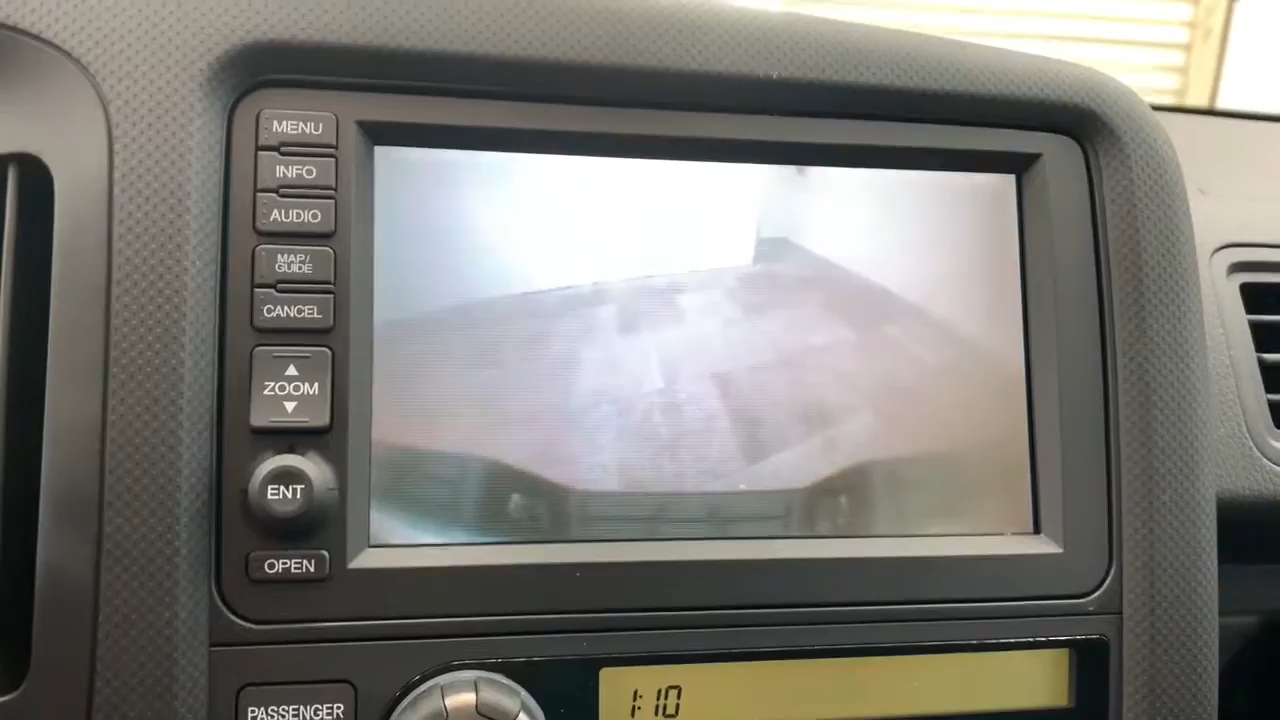 MENU
INFO
AUDIO
MAP/
GUIDE
CANCEL
ZOOM
ENT
OPEN
PASSENGER
1:10